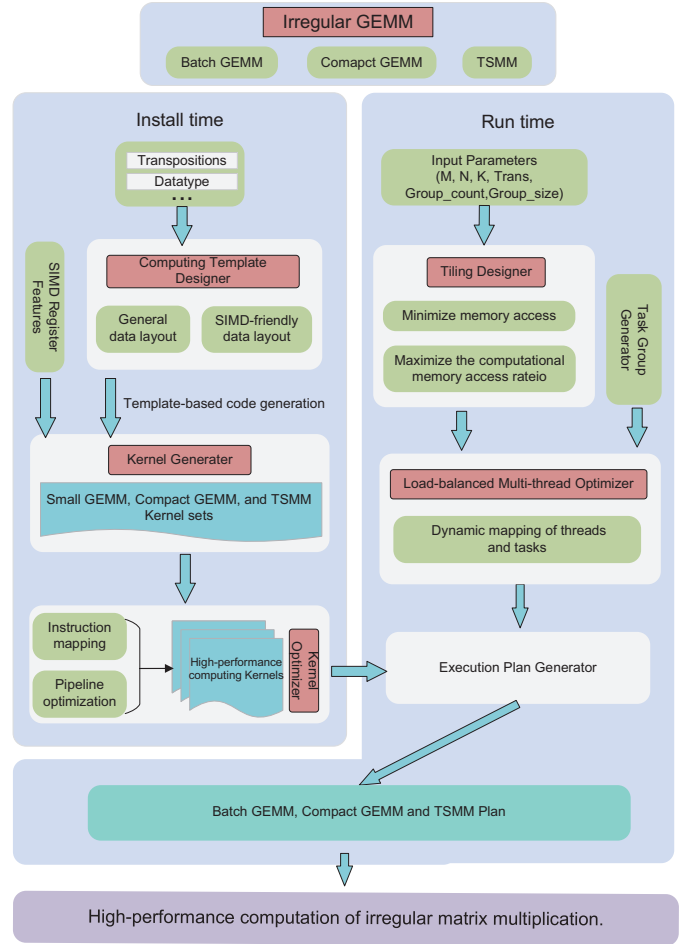 Irregular GEMM
Batch GEMM
Comapct GEMM
TSMM
Install time
Transpositions
Datatype
...
SIMD Register
Features
Computing Template
Designer
General
data layout
SIMD-friendly
data layout
Template-based code generation
Kernel Generater
Small GEMM, Compact GEMM, and TSMM
Kernel sets
Instruction
mapping
Pipeline
optimization
High-performance
computing Kernels
Kernel
Optimizer
Run time
Input Parameters
(M, N, K, Trans,
Group_count,Group_size)
Tiling Designer
Minimize memory access
Maximize the computational
memory access rateio
Task Group
Generator
Load-balanced Multi-thread Optimizer
Dynamic mapping of threads
and tasks
Execution Plan Generator
Batch GEMM, Compact GEMM and TSMM Plan
High-performance computation of irregular matrix multiplication.